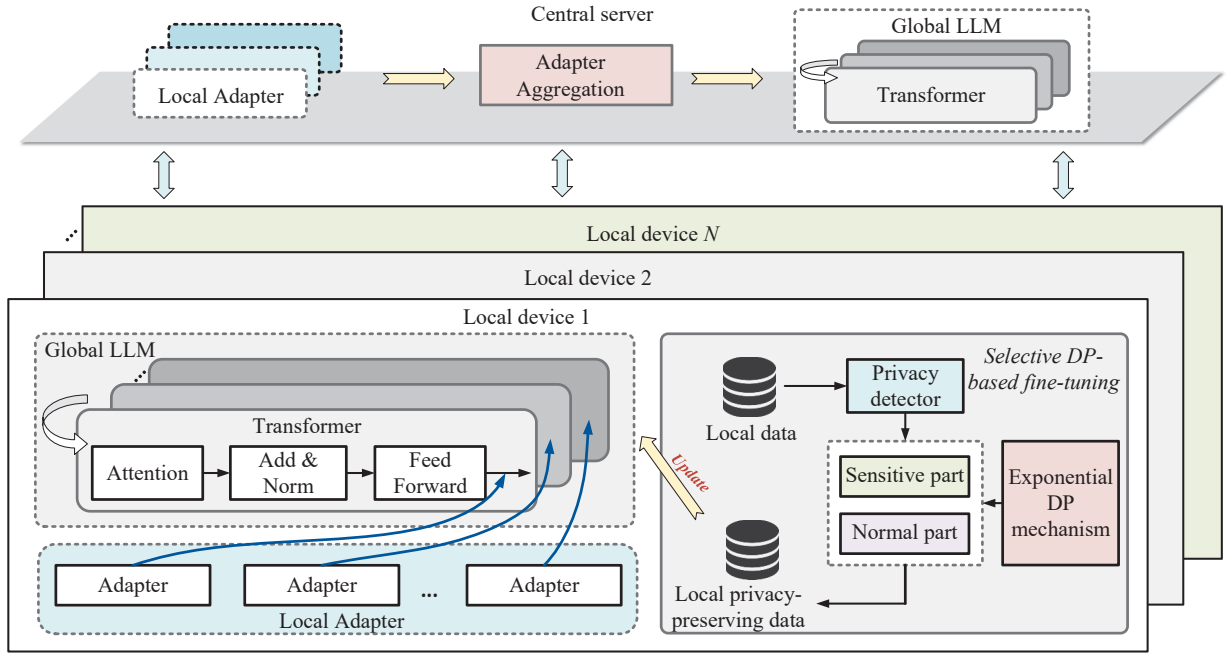 Central server
Local Adapter
Adapter
Aggregation
Global LLM
Transformer
Local device N
Local device 2
Local device 1
Global LLM
Transformer
Attention
Add &
Norm
Feed
Forward
Adapter
Adapter
...
Adapter
Local Adapter
Selective DP-
based fine-tuning
Local data
Privacy
detector
Sensitive part
Normal part
Exponential
DP
mechanism
Update
Local privacy-
preserving data